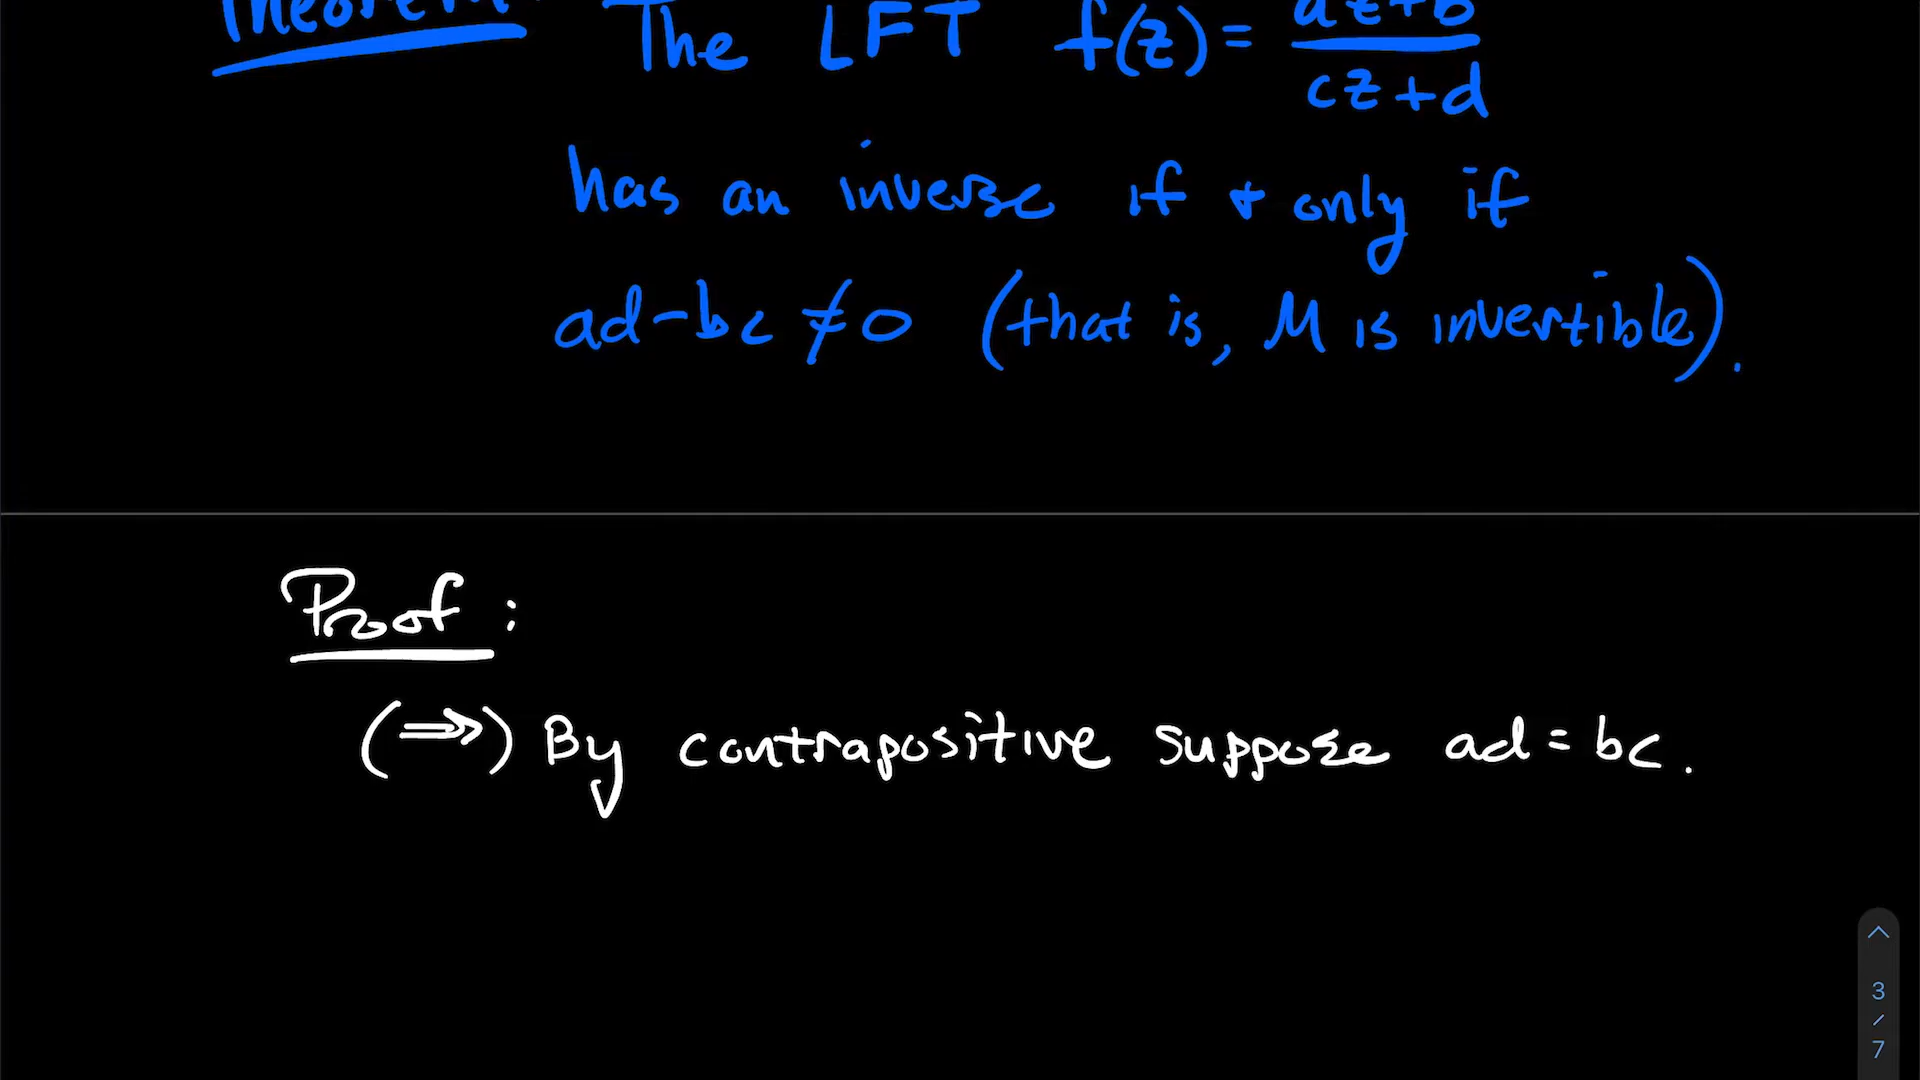 Theorem:
The LFT f(z) = az+b
cz+d
has an inverse if & only if
ad-bc ≠ 0 (that is, M is invertible).
Proof:
(⇒) By contrapositive suppose ad = bc.
3
/
7